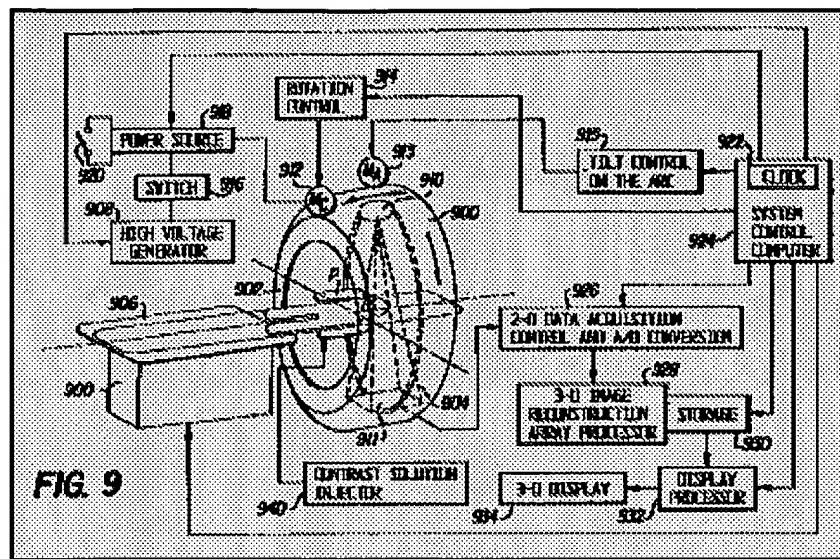 ROTATION
CONTROL
914
918
POWER SOURCE
920
SWITCH
916
908
HIGH VOLTAGE
GENERATOR
912
913
910
900
915
TILT CONTROL
ON THE ARC
922
CLOCK
SYSTEM
CONTROL
COMPUTER
924
902
P
906
926
2-D DATA ACQUISITION
CONTROL AND A/D CONVERSION
928
3-D IMAGE
RECONSTRUCTION
ARRAY PROCESSOR
STORAGE
930
900
904
911
FIG. 9
CONTRAST SOLUTION
INJECTOR
940
3-D DISPLAY
934
DISPLAY
PROCESSOR
932